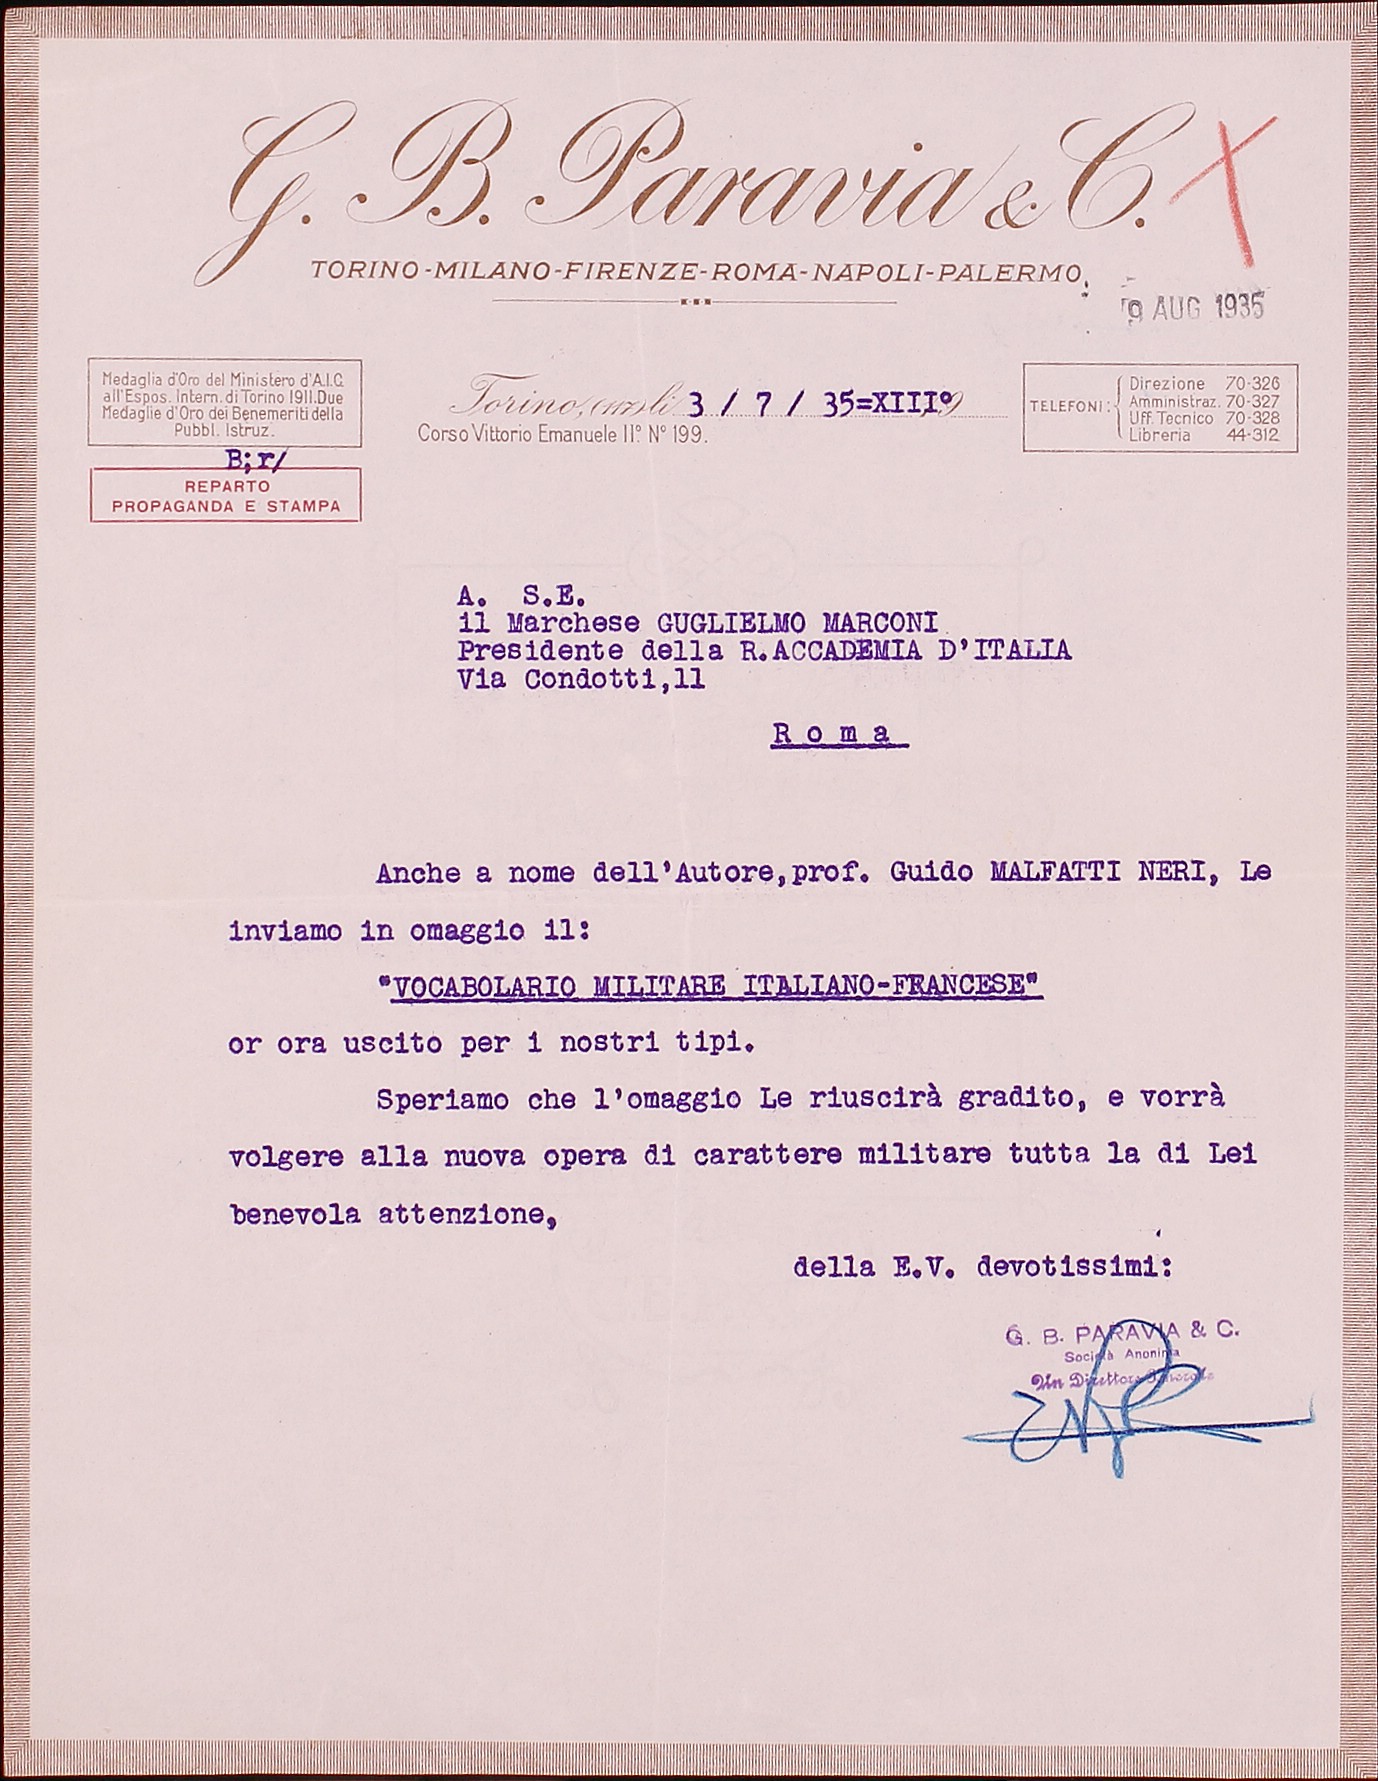 G. B. Paravia & C.
TORINO-MILANO-FIRENZE-ROMA-NAPOLI-PALERMO
9 AUG 1935
Medaglia d'Oro del Ministero d'A.I.C.
all'Espos. Intern. di Torino 1911. Due
Medaglie d'Oro dei Benemeriti della
Pubbl. Istruz.
Torino, li 3 / 7 / 35=XIII°
Corso Vittorio Emanuele II° N° 199.
TELEFONI:
Direzione 70-326
Amministraz. 70-327
Uff. Tecnico 70-328
Libreria 44-312
B;r/
REPARTO
PROPAGANDA E STAMPA
A. S.E.
il Marchese GUGLIELMO MARCONI
Presidente della R.ACCADEMIA D'ITALIA
Via Condotti,11
Roma
Anche a nome dell'Autore,prof. Guido MALFATTI NERI, Le
inviamo in omaggio il:
"VOCABOLARIO MILITARE ITALIANO-FRANCESE"
or ora uscito per i nostri tipi.
Speriamo che l'omaggio Le riuscirà gradito, e vorrà
volgere alla nuova opera di carattere militare tutta la di Lei
benevola attenzione,
della E.V. devotissimi:
G. B. PARAVIA & C.
Società Anonima
Un Direttore Generale